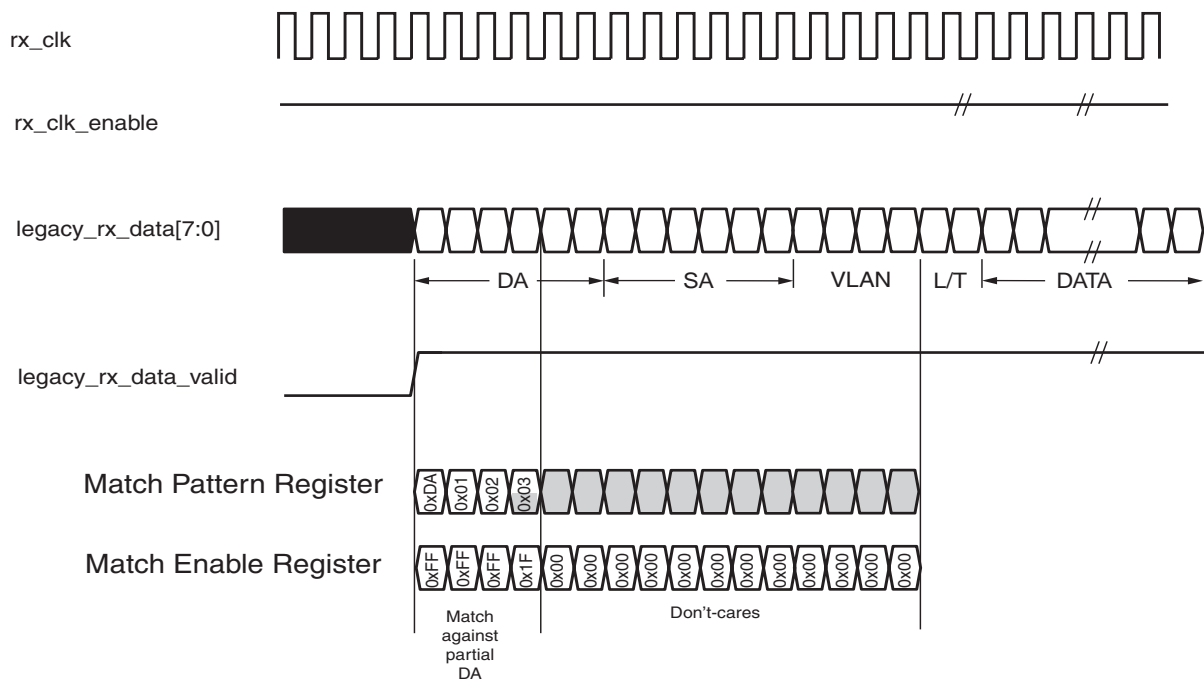 rx_clk
rx_clk_enable
legacy_rx_data[7:0]
DA SA VLAN L/T DATA
legacy_rx_data_valid
Match Pattern Register 0xDA 0x01 0x02 0x03
Match Enable Register 0xFF 0xFF 0xFF 0x1F 0x00 0x00 0x00 0x00 0x00 0x00 0x00 0x00 0x00 0x00 0x00 0x00
Match
against
partial
DA
Don't-cares